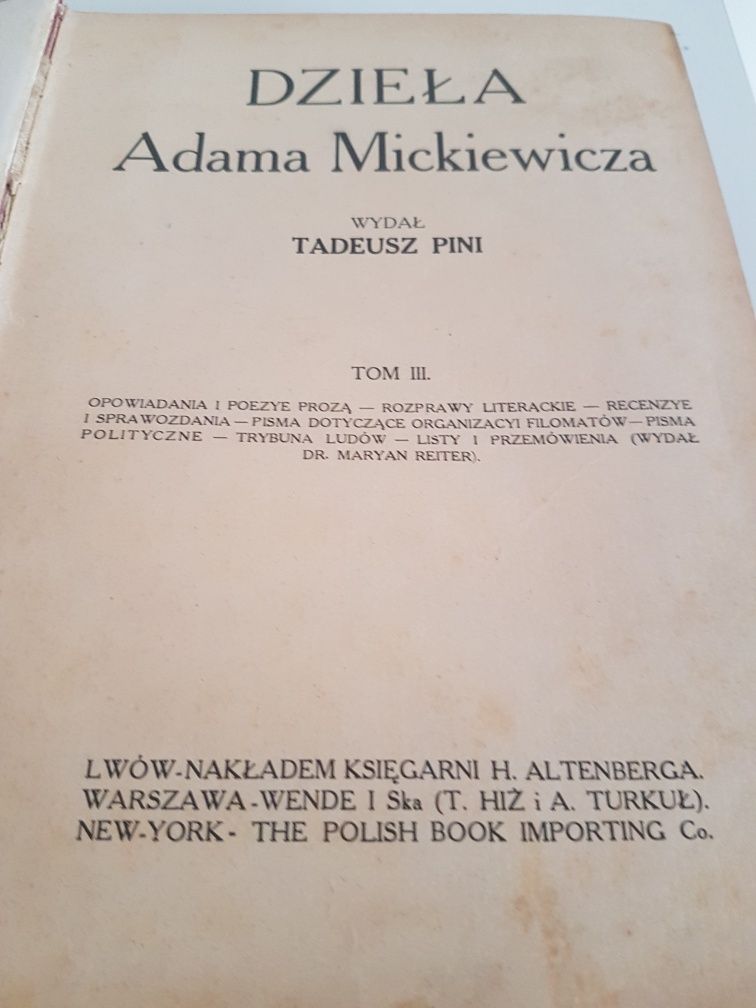 DZIEŁA
Adama Mickiewicza
WYDAŁ
TADEUSZ PINI
TOM III.
OPOWIADANIA I POEZYE PROZĄ — ROZPRAWY LITERACKIE — RECENZYE
I SPRAWOZDANIA — PISMA DOTYCZĄCE ORGANIZACYI FILOMATÓW — PISMA
POLITYCZNE — TRYBUNA LUDÓW — LISTY I PRZEMÓWIENIA (WYDAŁ
DR. MARYAN REITER).
LWÓW-NAKŁADEM KSIĘGARNI H. ALTENBERGA.
WARSZAWA-WENDE I Ska (T. HIŻ i A. TURKUŁ).
NEW-YORK- THE POLISH BOOK IMPORTING Co.